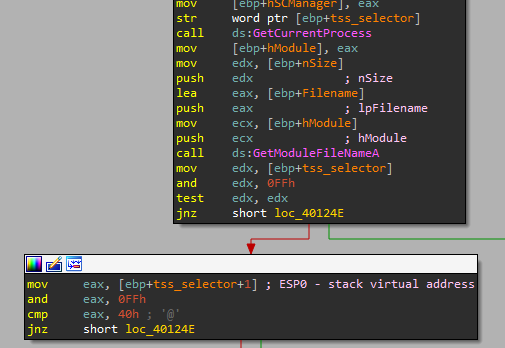 mov [ebp+hSCManager], eax
str word ptr [ebp+tss_selector]
call ds:GetCurrentProcess
mov [ebp+hModule], eax
mov edx, [ebp+nSize]
push edx ; nSize
lea eax, [ebp+Filename]
push eax ; lpFilename
mov ecx, [ebp+hModule]
push ecx ; hModule
call ds:GetModuleFileNameA
mov edx, [ebp+tss_selector]
and edx, 0FFh
test edx, edx
jnz short loc_40124E
mov eax, [ebp+tss_selector+1] ; ESP0 - stack virtual address
and eax, 0FFh
cmp eax, 40h ; '@'
jnz short loc_40124E